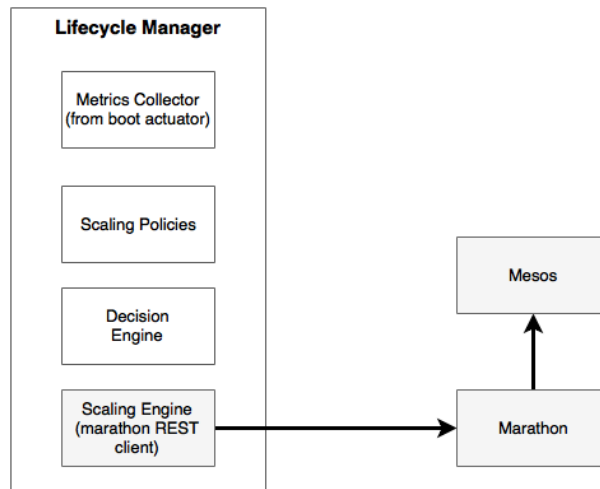 Lifecycle Manager
Metrics Collector
(from boot actuator)
Scaling Policies
Mesos
Decision
Engine
Scaling Engine
(marathon REST
client)
Marathon